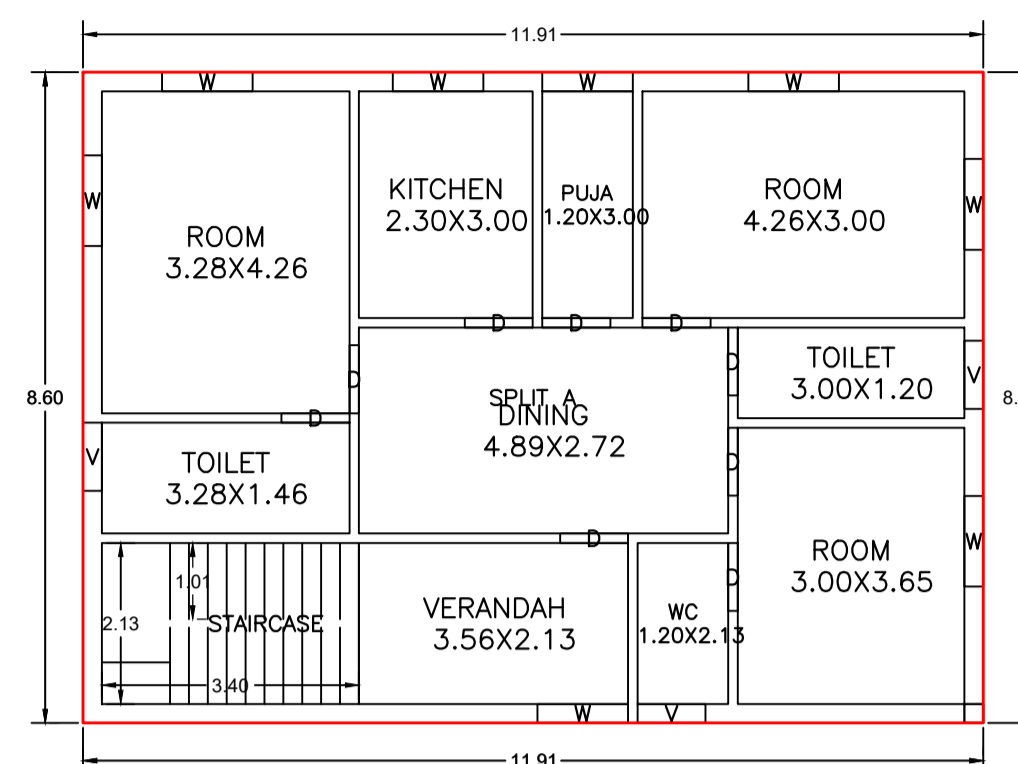 11.91
W
W
W
W
W
W
KITCHEN
2.30X3.00
PUJA
1.20X3.00
ROOM
4.26X3.00
ROOM
3.28X4.26
D
D
D
D
D
TOILET
3.00X1.20
V
8.60
8.
SPLIT A
DINING
4.89X2.72
D
V
TOILET
3.28X1.46
D
D
W
ROOM
3.00X3.65
1.01
2.13
STAIRCASE
VERANDAH
3.56X2.13
D
WC
1.20X2.13
3.40
W
V
11.91